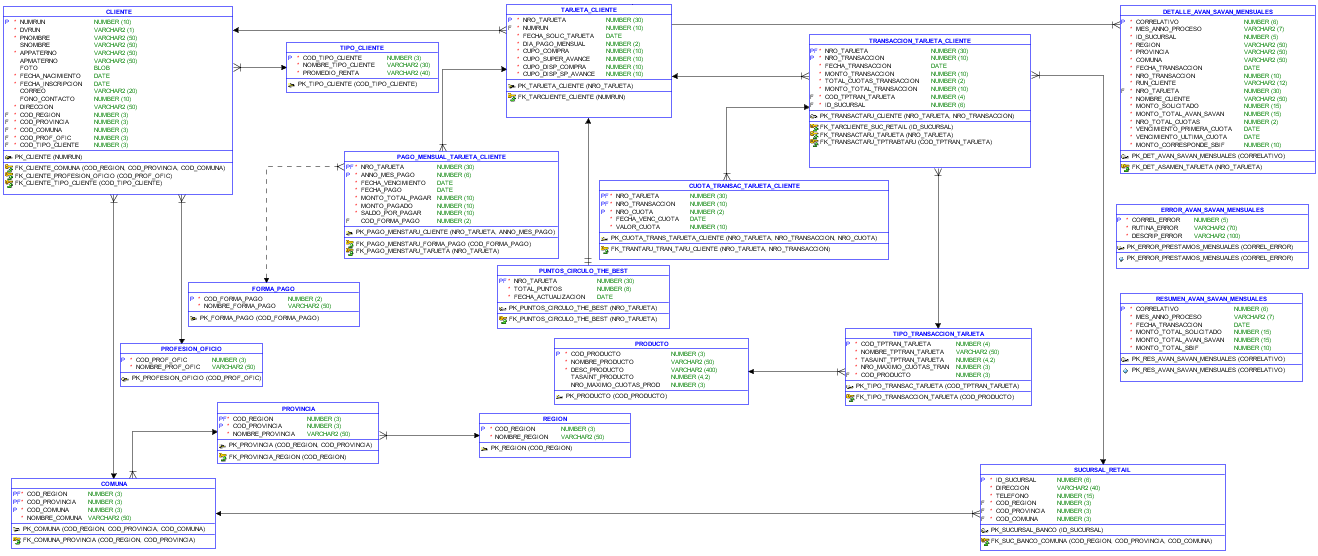 CLIENTE
P * NUMRUN NUMBER (10)
* DVRUN VARCHAR2 (1)
* PNOMBRE VARCHAR2 (50)
SNOMBRE VARCHAR2 (50)
* APPATERNO VARCHAR2 (50)
APMATERNO VARCHAR2 (50)
FOTO BLOB
* FECHA_NACIMIENTO DATE
* FECHA_INSCRIPCION DATE
CORREO VARCHAR2 (20)
FONO_CONTACTO NUMBER (10)
* DIRECCION VARCHAR2 (50)
F * COD_REGION NUMBER (3)
F * COD_PROVINCIA NUMBER (3)
F * COD_COMUNA NUMBER (3)
F * COD_PROF_OFIC NUMBER (3)
F * COD_TIPO_CLIENTE NUMBER (3)
PK_CLIENTE (NUMRUN)
FK_CLIENTE_COMUNA (COD_REGION, COD_PROVINCIA, COD_COMUNA)
FK_CLIENTE_PROFESION_OFICIO (COD_PROF_OFIC)
FK_CLIENTE_TIPO_CLIENTE (COD_TIPO_CLIENTE)
TIPO_CLIENTE
P * COD_TIPO_CLIENTE NUMBER (3)
* NOMBRE_TIPO_CLIENTE VARCHAR2 (30)
* PROMEDIO_RENTA VARCHAR2 (40)
PK_TIPO_CLIENTE (COD_TIPO_CLIENTE)
TARJETA_CLIENTE
P * NRO_TARJETA NUMBER (30)
F * NUMRUN NUMBER (10)
* FECHA_SOLIC_TARJETA DATE
* DIA_PAGO_MENSUAL NUMBER (2)
* CUPO_COMPRA NUMBER (10)
* CUPO_SUPER_AVANCE NUMBER (10)
* CUPO_DISP_COMPRA NUMBER (10)
* CUPO_DISP_SP_AVANCE NUMBER (10)
PK_TARJETA_CLIENTE (NRO_TARJETA)
FK_TARCLIENTE_CLIENTE (NUMRUN)
TRANSACCION_TARJETA_CLIENTE
PF* NRO_TARJETA NUMBER (30)
P * NRO_TRANSACCION NUMBER (10)
* FECHA_TRANSACCION DATE
* MONTO_TRANSACCION NUMBER (10)
* TOTAL_CUOTAS_TRANSACCION NUMBER (2)
* MONTO_TOTAL_TRANSACCION NUMBER (10)
F * COD_TPTRAN_TARJETA NUMBER (4)
F * ID_SUCURSAL NUMBER (6)
PK_TRANSACTARJ_CLIENTE (NRO_TARJETA, NRO_TRANSACCION)
FK_TARCLIENTE_SUC_RETAIL (ID_SUCURSAL)
FK_TRANSACTARJ_TARJETA (NRO_TARJETA)
FK_TRANSACTARJ_TPTRABTARJ (COD_TPTRAN_TARJETA)
DETALLE_AVAN_SAVAN_MENSUALES
P * CORRELATIVO NUMBER (6)
* MES_ANNO_PROCESO VARCHAR2 (7)
* ID_SUCURSAL NUMBER (5)
* REGION VARCHAR2 (50)
* PROVINCIA VARCHAR2 (50)
* COMUNA VARCHAR2 (50)
* FECHA_TRANSACCION DATE
* NRO_TRANSACCION NUMBER (10)
* RUN_CLIENTE VARCHAR2 (12)
F * NRO_TARJETA NUMBER (30)
* NOMBRE_CLIENTE VARCHAR2 (50)
* MONTO_SOLICITADO NUMBER (15)
* MONTO_TOTAL_AVAN_SAVAN NUMBER (15)
* NRO_TOTAL_CUOTAS NUMBER (2)
* VENCIMIENTO_PRIMERA_CUOTA DATE
* VENCIMIENTO_ULTIMA_CUOTA DATE
* MONTO_CORRESPONDE_SBIF NUMBER (10)
PK_DET_AVAN_SAVAN_MENSUALES (CORRELATIVO)
FK_DET_ASAMEN_TARJETA (NRO_TARJETA)
PAGO_MENSUAL_TARJETA_CLIENTE
PF* NRO_TARJETA NUMBER (30)
P * ANNO_MES_PAGO NUMBER (6)
* FECHA_VENCIMIENTO DATE
* FECHA_PAGO DATE
* MONTO_TOTAL_PAGAR NUMBER (10)
* MONTO_PAGADO NUMBER (10)
* SALDO_POR_PAGAR NUMBER (10)
F COD_FORMA_PAGO NUMBER (2)
PK_PAGO_MENSTARJ_CLIENTE (NRO_TARJETA, ANNO_MES_PAGO)
FK_PAGO_MENSTARJ_FORMA_PAGO (COD_FORMA_PAGO)
FK_PAGO_MENSTARJ_TARJETA (NRO_TARJETA)
CUOTA_TRANSAC_TARJETA_CLIENTE
PF* NRO_TARJETA NUMBER (30)
PF* NRO_TRANSACCION NUMBER (10)
P * NRO_CUOTA NUMBER (2)
* FECHA_VENC_CUOTA DATE
* VALOR_CUOTA NUMBER (10)
PK_CUOTA_TRANS_TARJETA_CLIENTE (NRO_TARJETA, NRO_TRANSACCION, NRO_CUOTA)
FK_TRANTARJ_TRAN_TARJ_CLIENTE (NRO_TARJETA, NRO_TRANSACCION)
ERROR_AVAN_SAVAN_MENSUALES
P * CORREL_ERROR NUMBER (5)
* RUTINA_ERROR VARCHAR2 (70)
* DESCRIP_ERROR VARCHAR2 (100)
PK_ERROR_PRESTAMOS_MENSUALES (CORREL_ERROR)
PK_ERROR_PRESTAMOS_MENSUALES (CORREL_ERROR)
FORMA_PAGO
P * COD_FORMA_PAGO NUMBER (2)
* NOMBRE_FORMA_PAGO VARCHAR2 (50)
PK_FORMA_PAGO (COD_FORMA_PAGO)
PUNTOS_CIRCULO_THE_BEST
PF* NRO_TARJETA NUMBER (30)
* TOTAL_PUNTOS NUMBER (8)
* FECHA_ACTUALIZACION DATE
PK_PUNTOS_CIRCULO_THE_BEST (NRO_TARJETA)
FK_PUNTOS_CIRCULO_THE_BEST (NRO_TARJETA)
RESUMEN_AVAN_SAVAN_MENSUALES
P * CORRELATIVO NUMBER (6)
* MES_ANNO_PROCESO VARCHAR2 (7)
* FECHA_TRANSACCION DATE
* MONTO_TOTAL_SOLICITADO NUMBER (15)
* MONTO_TOTAL_AVAN_SAVAN NUMBER (15)
* MONTO_TOTAL_SBIF NUMBER (10)
PK_RES_AVAN_SAVAN_MENSUALES (CORRELATIVO)
PK_RES_AVAN_SAVAN_MENSUALES (CORRELATIVO)
PROFESION_OFICIO
P * COD_PROF_OFIC NUMBER (3)
* NOMBRE_PROF_OFIC VARCHAR2 (50)
PK_PROFESION_OFICIO (COD_PROF_OFIC)
PRODUCTO
P * COD_PRODUCTO NUMBER (3)
* NOMBRE_PRODUCTO VARCHAR2 (50)
* DESC_PRODUCTO VARCHAR2 (400)
TASAINT_PRODUCTO NUMBER (4,2)
NRO_MAXIMO_CUOTAS_PROD NUMBER (3)
PK_PRODUCTO (COD_PRODUCTO)
TIPO_TRANSACCION_TARJETA
P * COD_TPTRAN_TARJETA NUMBER (4)
* NOMBRE_TPTRAN_TARJETA VARCHAR2 (50)
* TASAINT_TPTRAN_TARJETA NUMBER (4,2)
* NRO_MAXIMO_CUOTAS_TRAN NUMBER (3)
F * COD_PRODUCTO NUMBER (3)
PK_TIPO_TRANSAC_TARJETA (COD_TPTRAN_TARJETA)
FK_TIPO_TRANSACCION_TARJETA (COD_PRODUCTO)
PROVINCIA
PF* COD_REGION NUMBER (3)
P * COD_PROVINCIA NUMBER (3)
* NOMBRE_PROVINCIA VARCHAR2 (50)
PK_PROVINCIA (COD_REGION, COD_PROVINCIA)
FK_PROVINCIA_REGION (COD_REGION)
REGION
P * COD_REGION NUMBER (3)
* NOMBRE_REGION VARCHAR2 (50)
PK_REGION (COD_REGION)
COMUNA
PF* COD_REGION NUMBER (3)
PF* COD_PROVINCIA NUMBER (3)
P * COD_COMUNA NUMBER (3)
* NOMBRE_COMUNA VARCHAR2 (50)
PK_COMUNA (COD_REGION, COD_PROVINCIA, COD_COMUNA)
FK_COMUNA_PROVINCIA (COD_REGION, COD_PROVINCIA)
SUCURSAL_RETAIL
P * ID_SUCURSAL NUMBER (6)
* DIRECCION VARCHAR2 (40)
* TELEFONO NUMBER (15)
F * COD_REGION NUMBER (3)
F * COD_PROVINCIA NUMBER (3)
F * COD_COMUNA NUMBER (3)
PK_SUCURSAL_BANCO (ID_SUCURSAL)
FK_SUC_BANCO_COMUNA (COD_REGION, COD_PROVINCIA, COD_COMUNA)